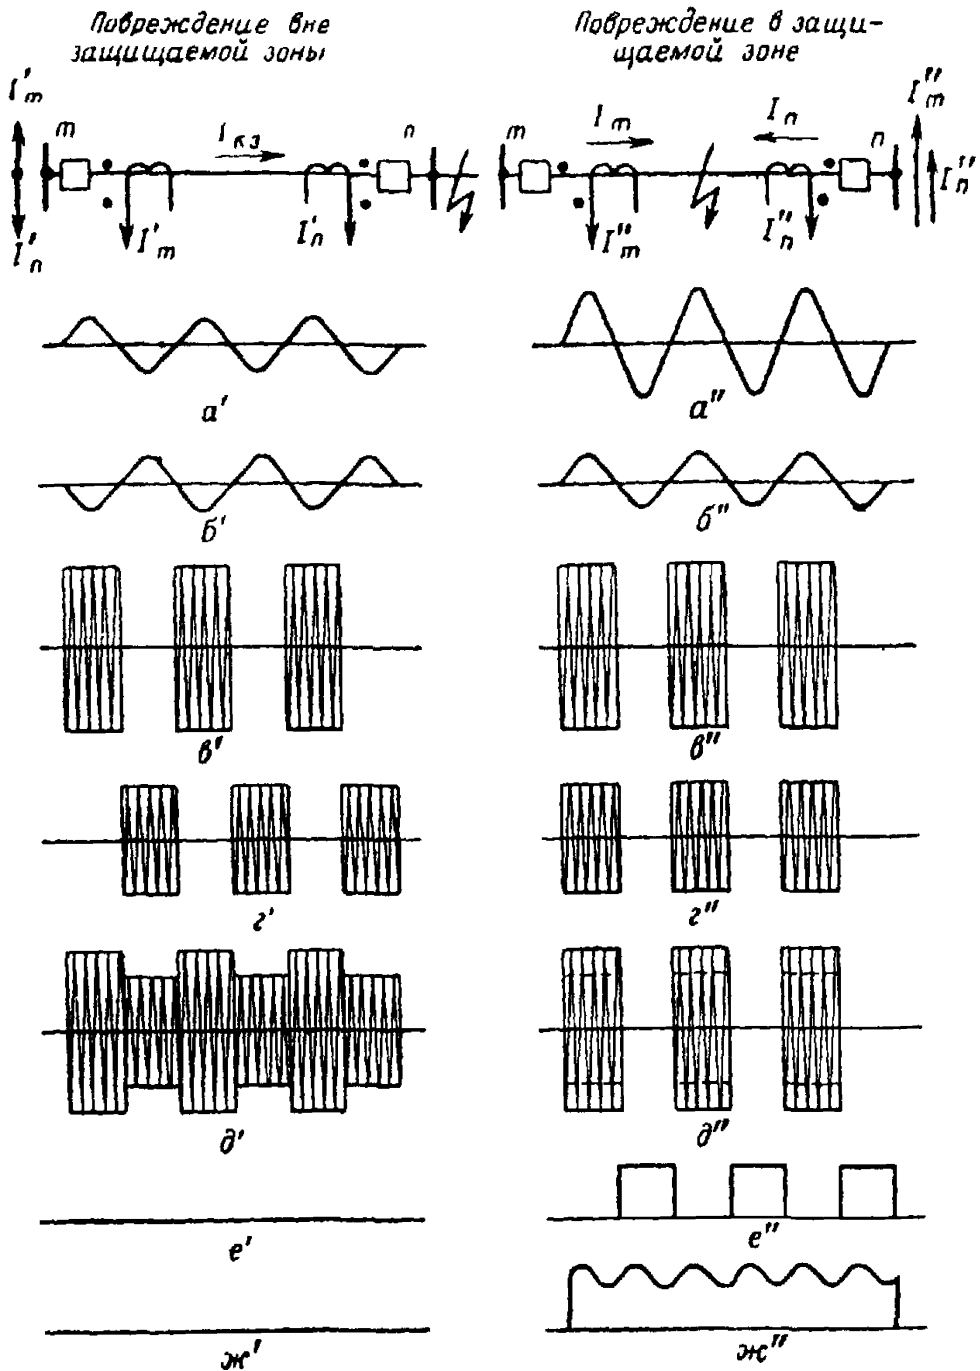 Повреждение вне
защищаемой зоны
Повреждение в защи-
щаемой зоне
I'm
m
Iкз
n
I'n
I'm
I'n
m
Im
In
n
I''m
I''n
I''m
I''n
а'
а''
б'
б''
в'
в''
г'
г''
д'
д''
е'
е''
ж'
ж''